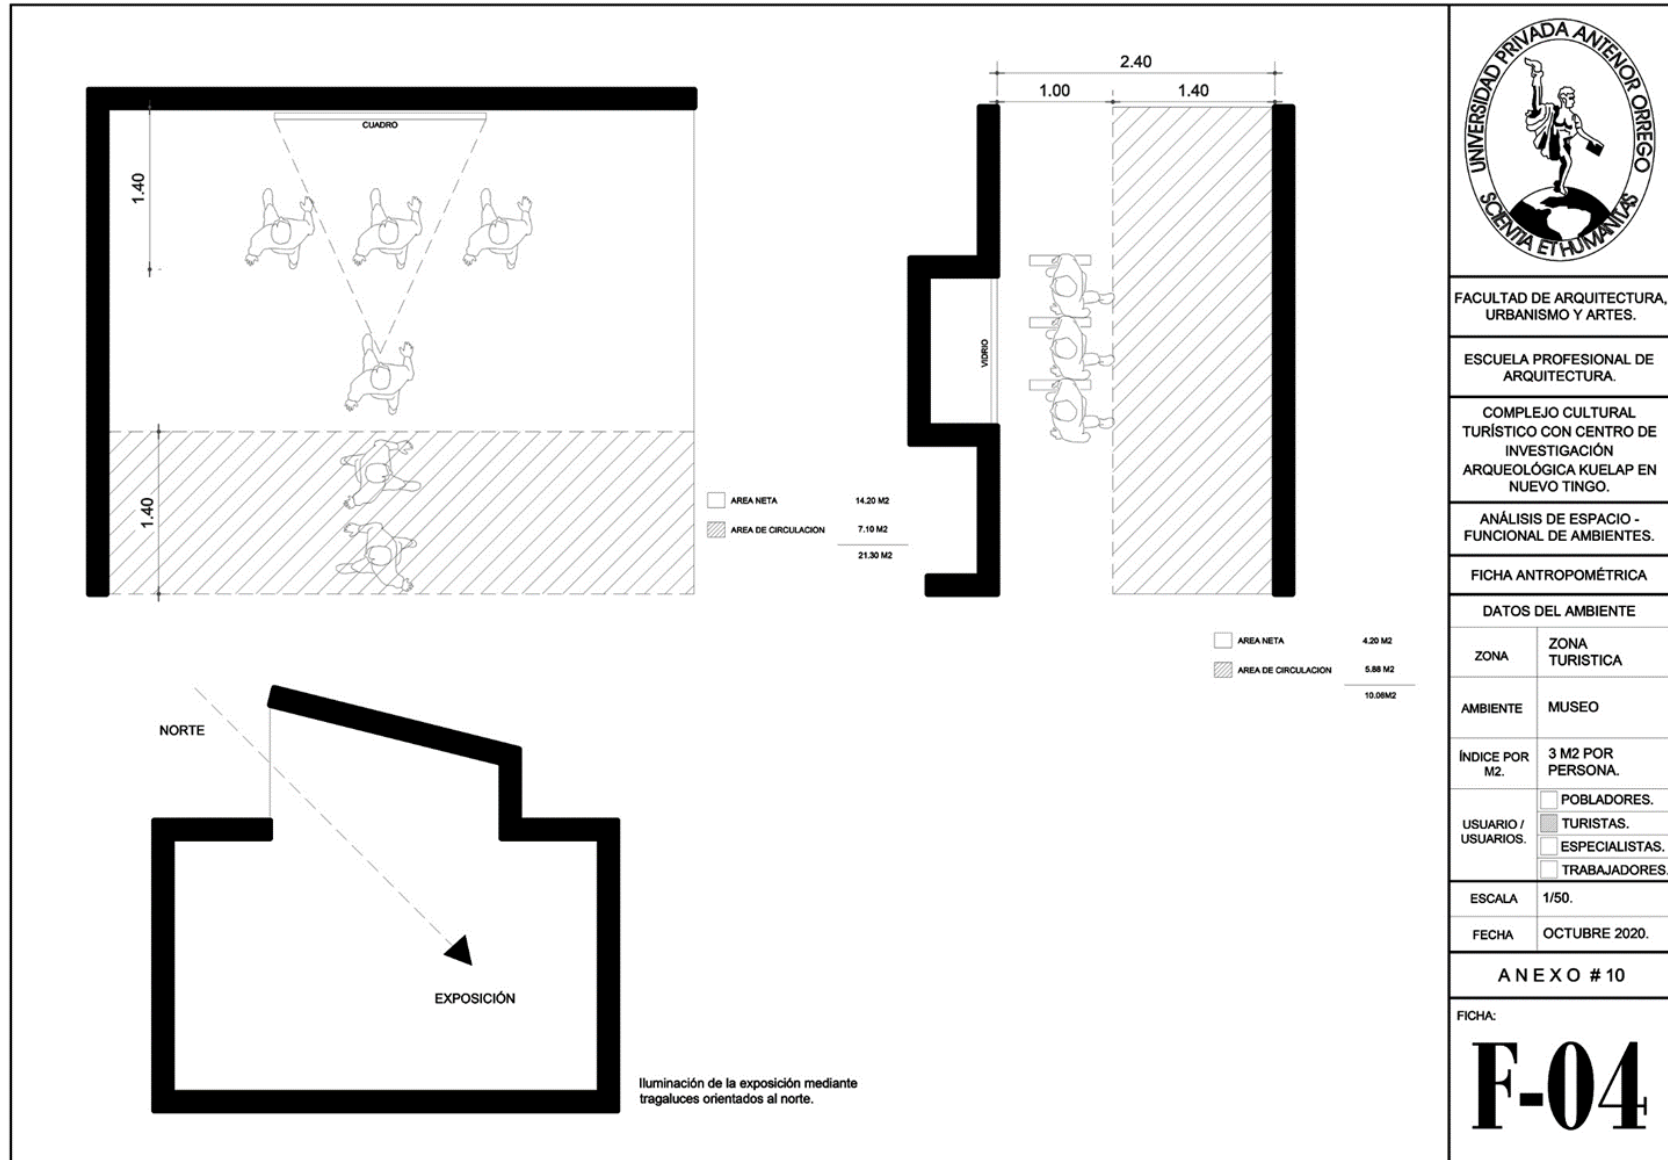 CUADRO
1.40
1.40
AREA NETA 14.20 M2
AREA DE CIRCULACION 7.10 M2
21.30 M2
2.40
1.00 1.40
VIDRIO
AREA NETA 4.20 M2
AREA DE CIRCULACION 5.88 M2
10.08M2
NORTE
EXPOSICIÓN
Iluminación de la exposición mediante
tragaluces orientados al norte.
UNIVERSIDAD PRIVADA ANTENOR ORREGO
SCIENTIA ET HUMANITAS
FACULTAD DE ARQUITECTURA,
URBANISMO Y ARTES.
ESCUELA PROFESIONAL DE
ARQUITECTURA.
COMPLEJO CULTURAL
TURÍSTICO CON CENTRO DE
INVESTIGACIÓN
ARQUEOLÓGICA KUELAP EN
NUEVO TINGO.
ANÁLISIS DE ESPACIO -
FUNCIONAL DE AMBIENTES.
FICHA ANTROPOMÉTRICA
DATOS DEL AMBIENTE
ZONA
ZONA
TURISTICA
AMBIENTE MUSEO
ÍNDICE POR
M2.
3 M2 POR
PERSONA.
USUARIO /
USUARIOS.
POBLADORES.
TURISTAS.
ESPECIALISTAS.
TRABAJADORES.
ESCALA 1/50.
FECHA OCTUBRE 2020.
ANEXO # 10
FICHA:
F-04